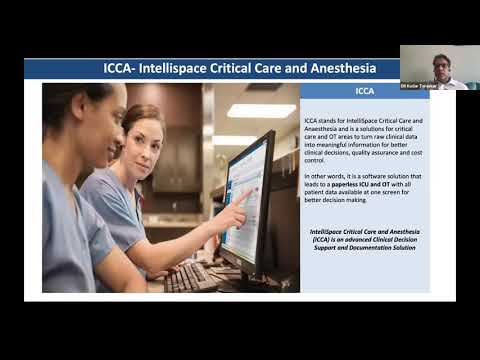 ICCA- Intellispace Critical Care and Anesthesia
ICCA
ICCA stands for IntelliSpace Critical Care and
Anaesthesia and is a solutions for critical
care and OT areas to turn raw clinical data
into meaningful information for better
clinical decisions, quality assurance and cost
control.
In other words, it is a software solution that
leads to a paperless ICU and OT with all
patient data available at one screen for
better decision making.
IntelliSpace Critical Care and Anesthesia
(ICCA) is an advanced Clinical Decision
Support and Documentation Solution